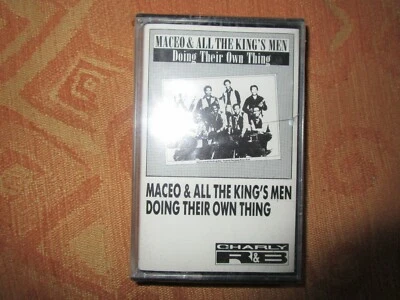 MACEO & ALL THE KING'S MEN
Doing Their Own Thing
MACEO & ALL THE KING'S MEN
DOING THEIR OWN THING
CHARLY
R&B